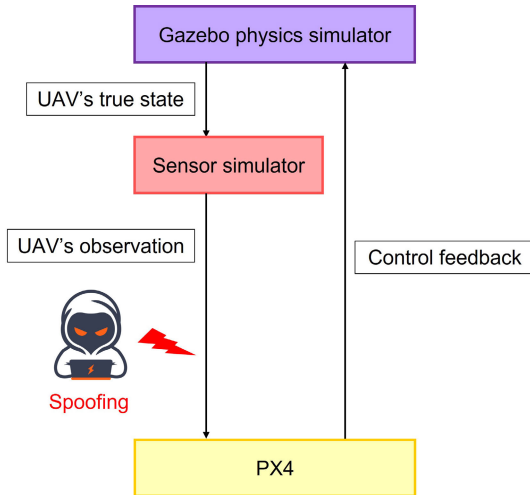 Gazebo physics simulator
UAV's true state
Sensor simulator
UAV's observation
Control feedback
Spoofing
PX4